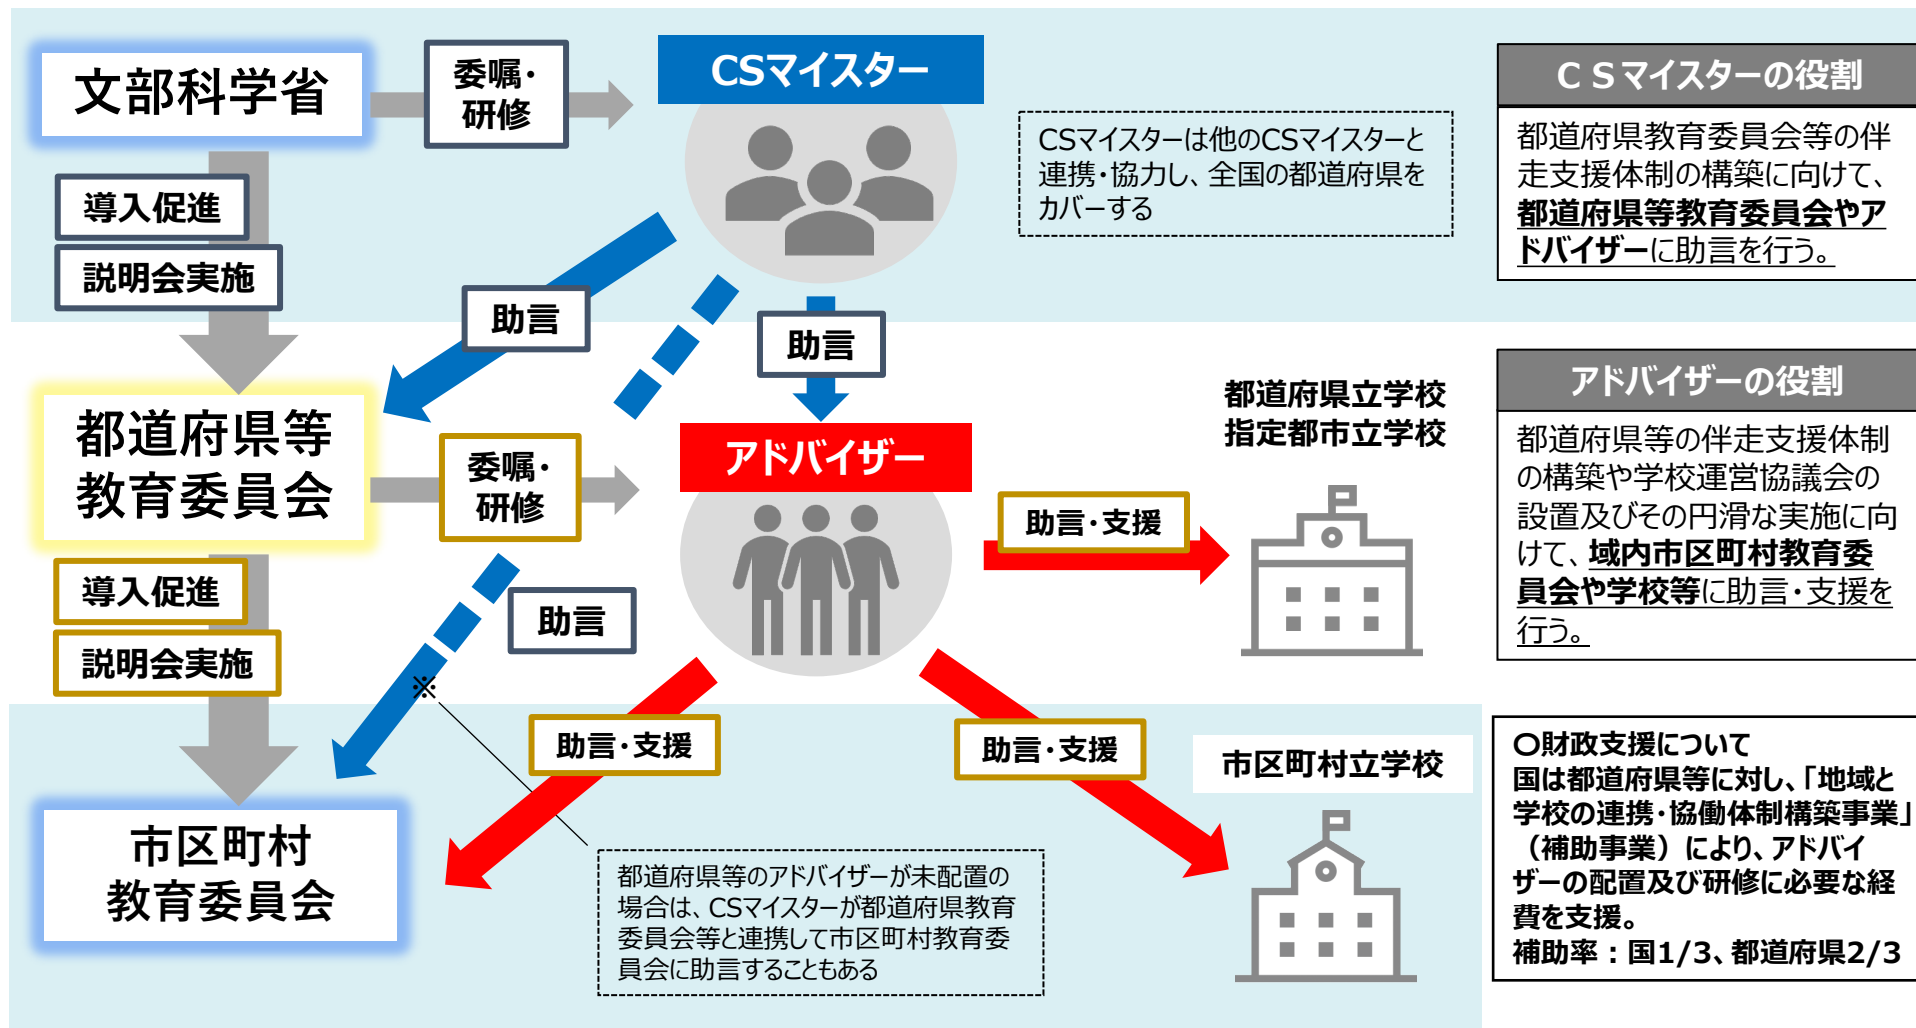 文部科学省
委嘱・
研修
CSマイスター
CSマイスターは他のCSマイスターと
連携・協力し、全国の都道府県を
カバーする
CSマイスターの役割
都道府県教育委員会等の伴
走支援体制の構築に向けて、
都道府県等教育委員会やア
ドバイザーに助言を行う。
導入促進
説明会実施
助言
助言
都道府県等
教育委員会
委嘱・
研修
アドバイザー
都道府県立学校
指定都市立学校
助言・支援
アドバイザーの役割
都道府県等の伴走支援体制
の構築や学校運営協議会の
設置及びその円滑な実施に向
けて、域内市区町村教育委
員会や学校等に助言・支援を
行う。
導入促進
説明会実施
助言
※
助言・支援
助言・支援
市区町村立学校
市区町村
教育委員会
都道府県等のアドバイザーが未配置の
場合は、CSマイスターが都道府県教育
委員会等と連携して市区町村教育委
員会に助言することもある
〇財政支援について
国は都道府県等に対し、「地域と
学校の連携・協働体制構築事業」
（補助事業）により、アドバイ
ザーの配置及び研修に必要な経
費を支援。
補助率：国1/3、都道府県2/3